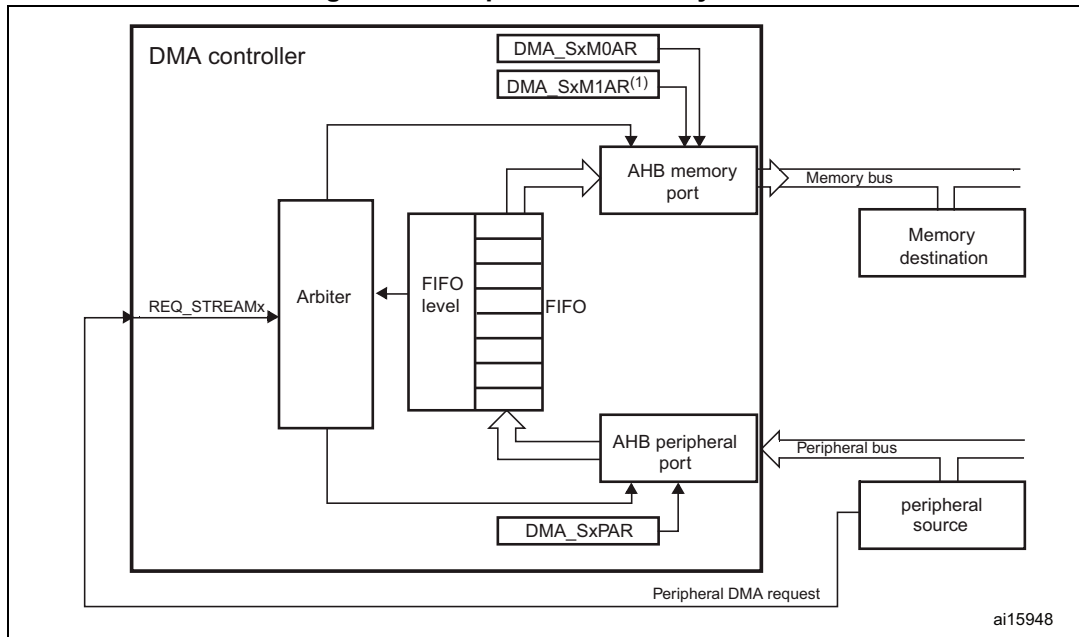 DMA controller
DMA_SxM0AR
DMA_SxM1AR(1)
AHB memory
port
Memory bus
Memory
destination
REQ_STREAMx
Arbiter
FIFO
level
FIFO
AHB peripheral
port
Peripheral bus
peripheral
source
DMA_SxPAR
Peripheral DMA request
ai15948